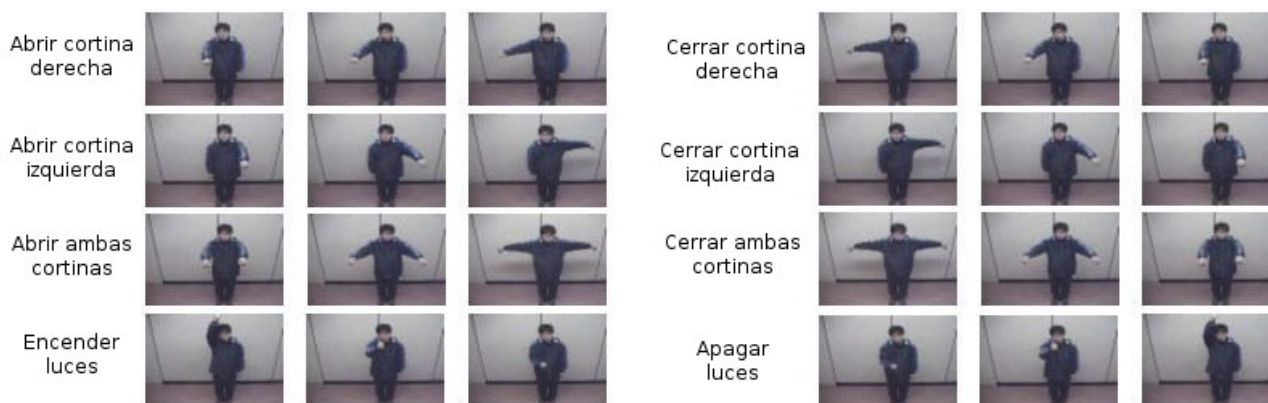 Abrir cortina
derecha
Cerrar cortina
derecha
Abrir cortina
izquierda
Cerrar cortina
izquierda
Abrir ambas
cortinas
Cerrar ambas
cortinas
Encender
luces
Apagar
luces